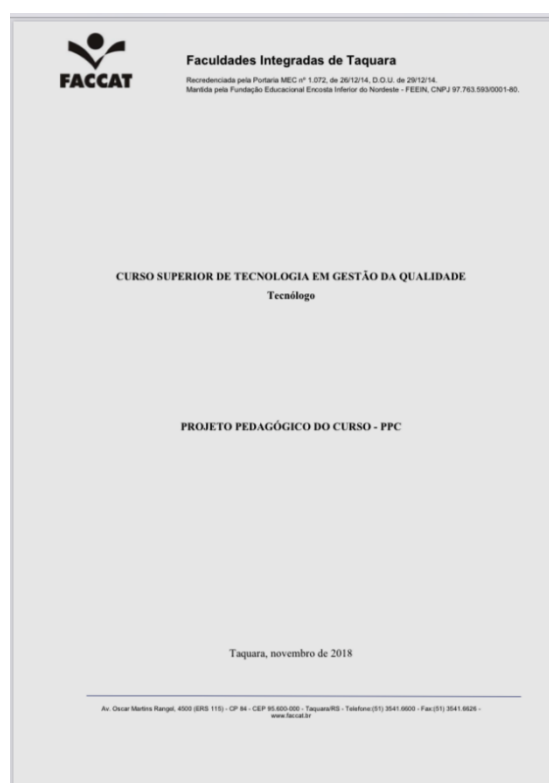 FACCAT
Faculdades Integradas de Taquara
Recredenciada pela Portaria MEC nº 1.072, de 26/12/14, D.O.U. de 29/12/14.
Mantida pela Fundação Educacional Encosta Inferior do Nordeste - FEEIN, CNPJ 97.763.593/0001-80.
CURSO SUPERIOR DE TECNOLOGIA EM GESTÃO DA QUALIDADE
Tecnólogo
PROJETO PEDAGÓGICO DO CURSO - PPC
Taquara, novembro de 2018
Av. Oscar Martins Rangel, 4500 (ERS 115) - CP 84 - CEP 95.600-000 - Taquara/RS - Telefone:(51) 3541.6600 - Fax:(51) 3541.6626 -
www.faccat.br